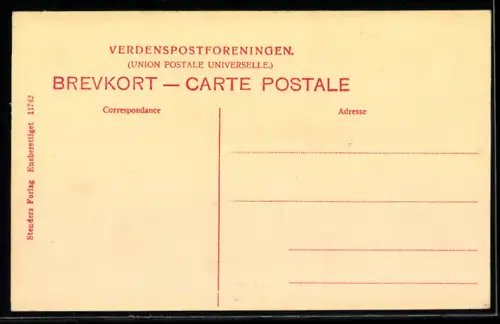 VERDENSPOSTFORENINGEN.
(UNION POSTALE UNIVERSELLE.)
BREVKORT — CARTE POSTALE
Correspondance
Adresse
Stenders Forlag Eneberettiget 11742